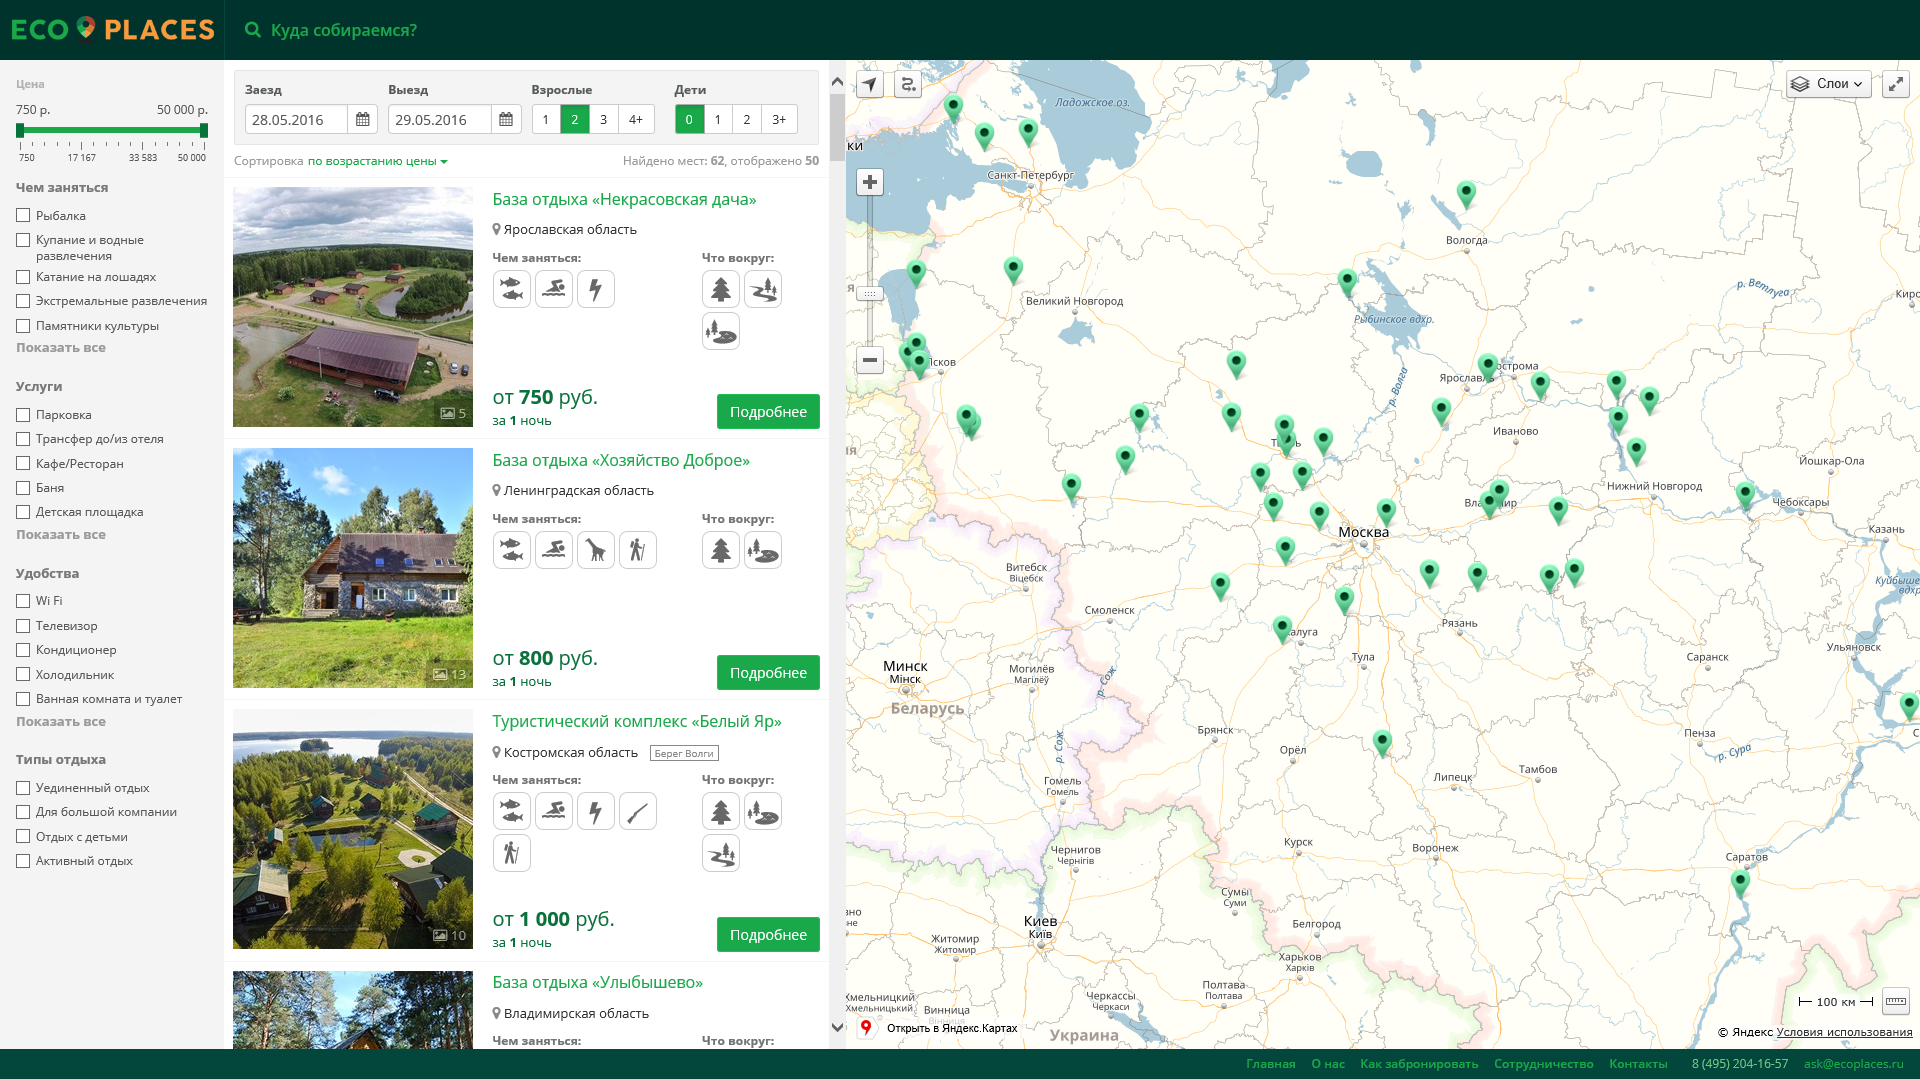 ECO PLACES
Куда собираемся?
Цена
750 р.
50 000 р.
750
17 167
33 583
50 000
Чем заняться
Рыбалка
Купание и водные
развлечения
Катание на лошадях
Экстремальные развлечения
Памятники культуры
Показать все
Услуги
Парковка
Трансфер до/из отеля
Кафе/Ресторан
Баня
Детская площадка
Показать все
Удобства
Wi Fi
Телевизор
Кондиционер
Холодильник
Ванная комната и туалет
Показать все
Типы отдыха
Уединенный отдых
Для большой компании
Отдых с детьми
Активный отдых
Заезд
28.05.2016
Выезд
29.05.2016
Взрослые
1 2 3 4+
Дети
0 1 2 3+
Сортировка по возрастанию цены
Найдено мест: 62, отображено 50
База отдыха «Некрасовская дача»
Ярославская область
Чем заняться:
Что вокруг:
5
от 750 руб.
за 1 ночь
Подробнее
База отдыха «Хозяйство Доброе»
Ленинградская область
Чем заняться:
Что вокруг:
13
от 800 руб.
за 1 ночь
Подробнее
Туристический комплекс «Белый Яр»
Костромская область
Берег Волги
Чем заняться:
Что вокруг:
10
от 1 000 руб.
за 1 ночь
Подробнее
База отдыха «Улыбышево»
Владимирская область
Чем заняться:
Что вокруг:
Слои
Ладожское оз.
Санкт-Петербург
Вологда
Великий Новгород
Рыбинское вдхр.
р. Ветлуга
р. Волга
Ярославль
Иваново
Йошкар-Ола
Нижний Новгород
Чебоксары
Казань
Москва
Витебск
Віцебск
Смоленск
Рязань
Тула
Саранск
Ульяновск
Минск
Мінск
Могилёв
Магілёў
р. Сож
Беларусь
Брянск
Орёл
Пенза
р. Сура
р. Сож
Гомель
Гомель
Липецк
Тамбов
Курск
Воронеж
Чернигов
Чернігів
Саратов
Сумы
Суми
Белгород
Киев
Київ
Житомир
Житомир
Харьков
Харків
Полтава
Полтава
Черкассы
Черкаси
Хмельницкий
Хмельницький
Винница
Вінниця
Украина
100 км
Открыть в Яндекс.Картах
© Яндекс Условия использования
Главная
О нас
Как забронировать
Сотрудничество
Контакты
8 (495) 204-16-57
ask@ecoplaces.ru